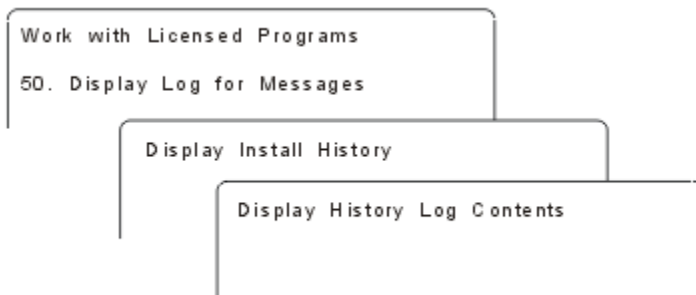 Work with Licensed Programs
50. Display Log for Messages
Display Install History
Display History Log Contents